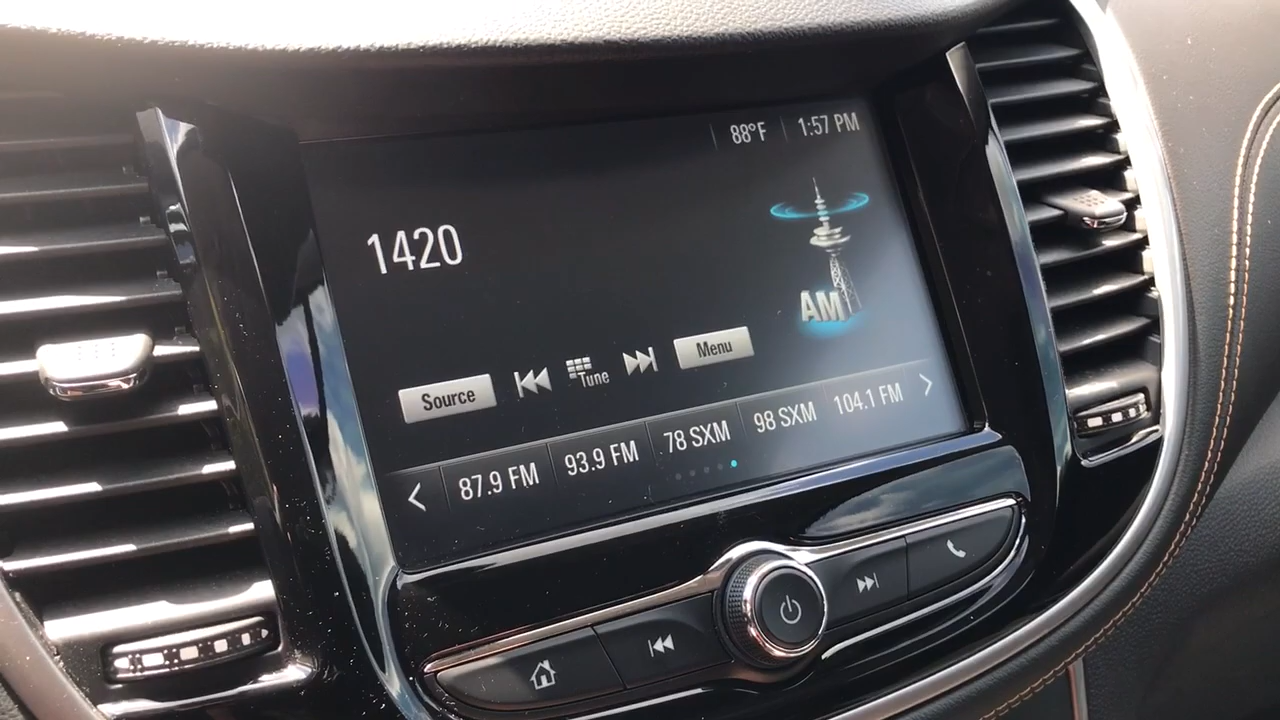 88°F 1:57 PM
1420
AM
Source Tune Menu
87.9 FM 93.9 FM 78 SXM 98 SXM 104.1 FM